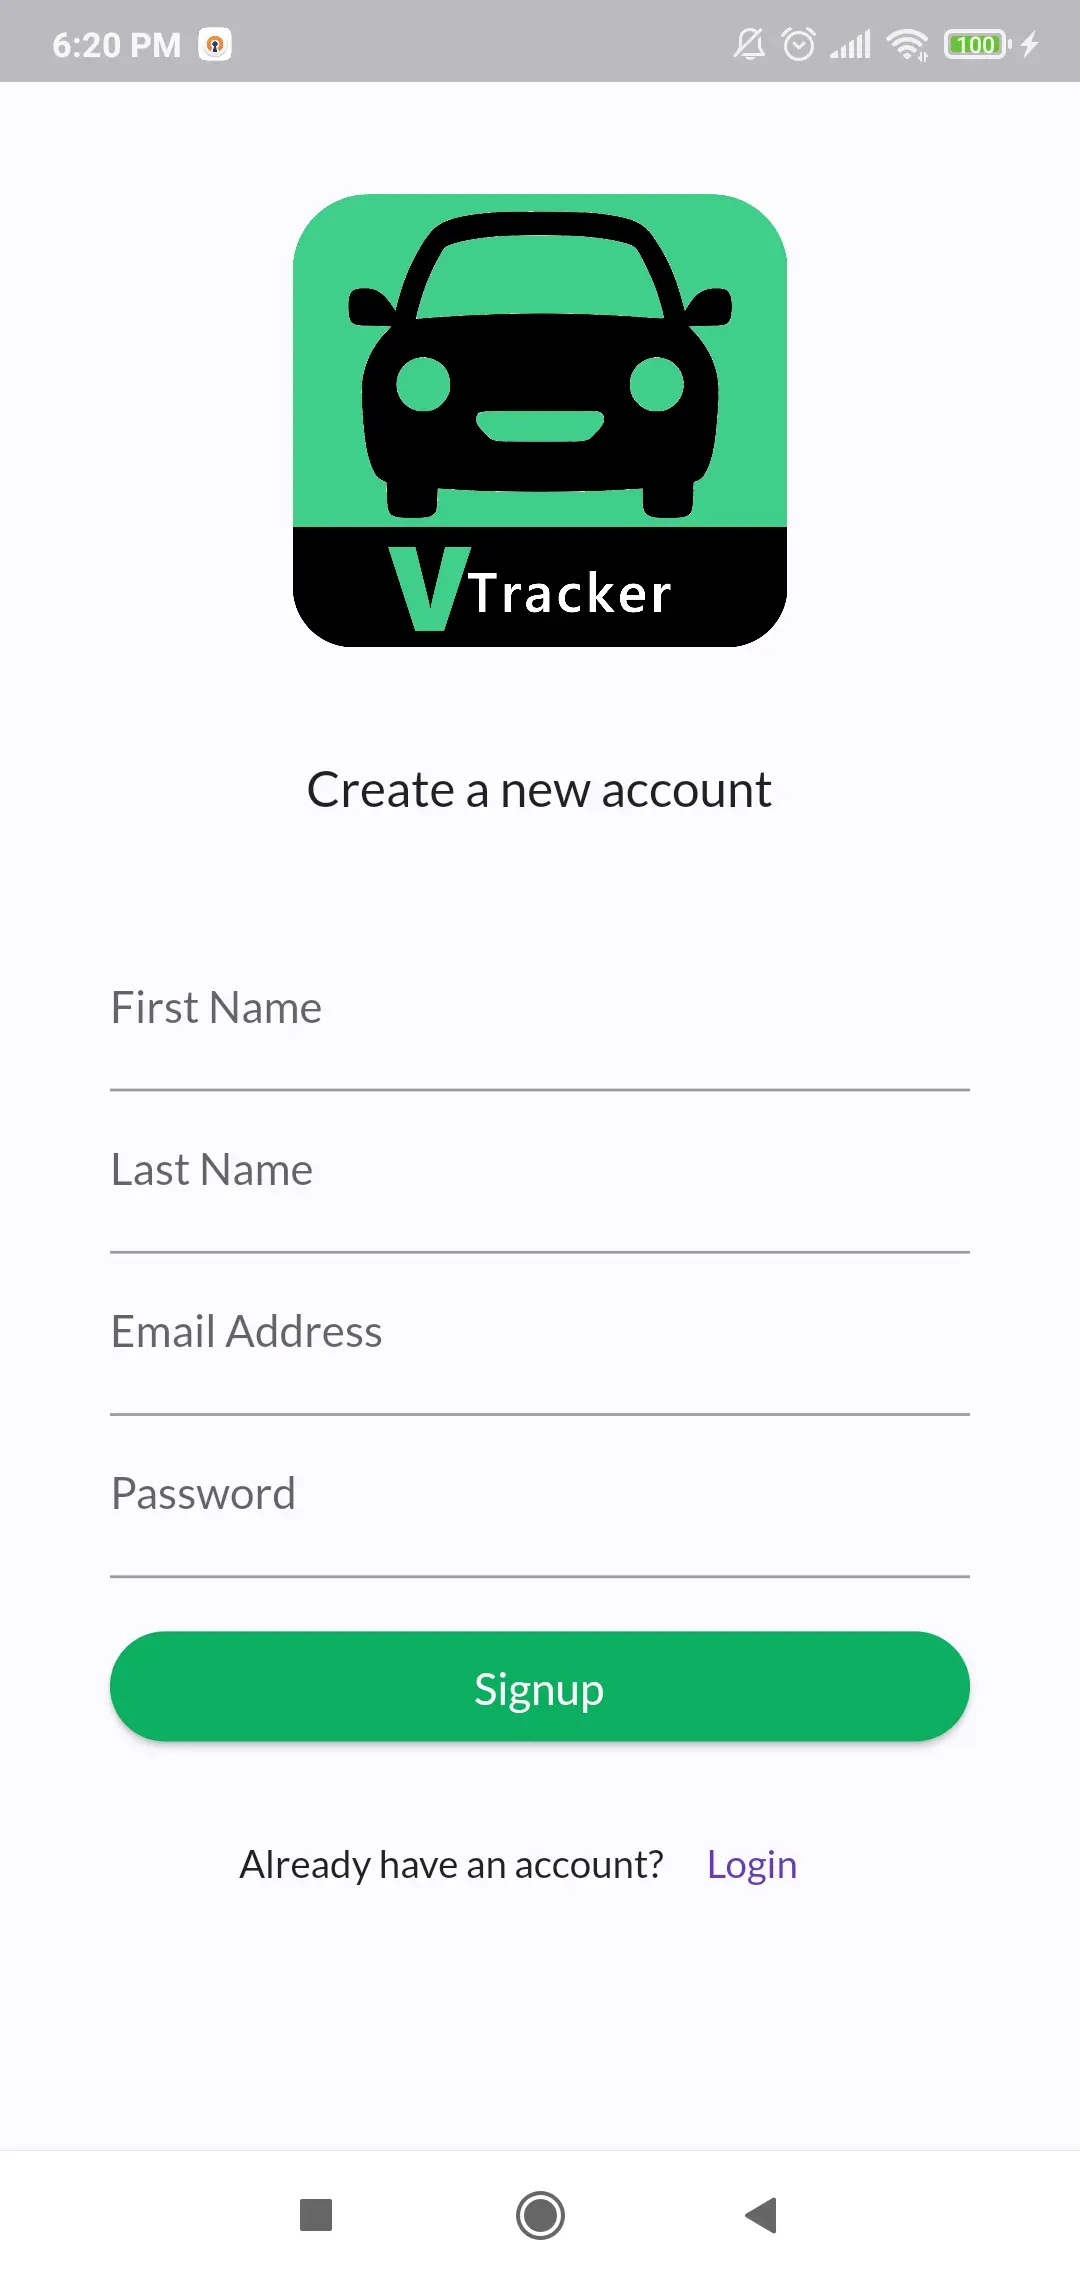 6:20 PM
100
VTracker
Create a new account
First Name
Last Name
Email Address
Password
Signup
Already have an account? Login